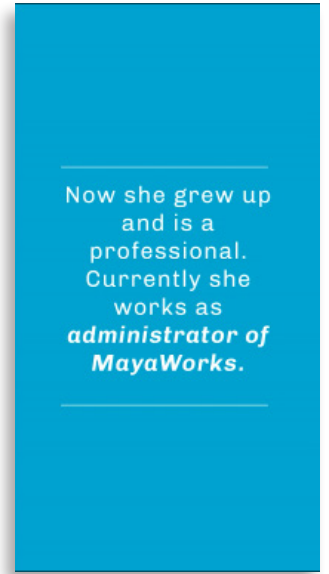 Now she grew up
and is a
professional.
Currently she
works as
administrator of
MayaWorks.